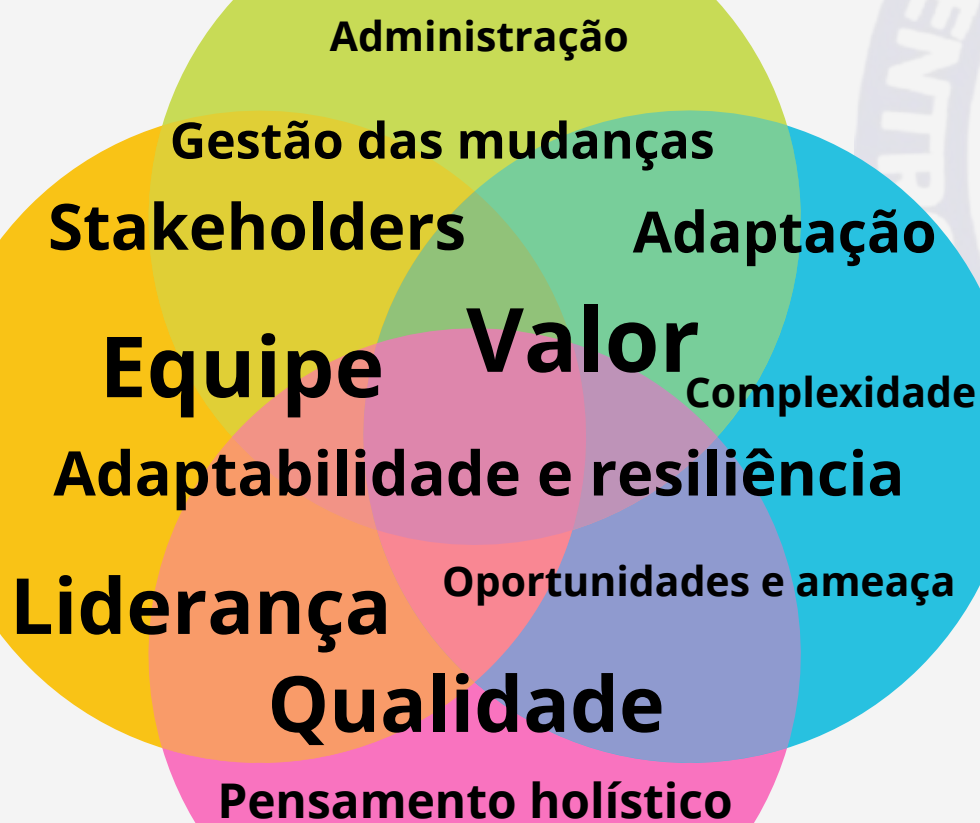 Administração
Gestão das mudanças
Stakeholders
Adaptação
Valor
Equipe
Complexidade
Adaptabilidade e resiliência
Oportunidades e ameaça
Liderança
Qualidade
Pensamento holístico